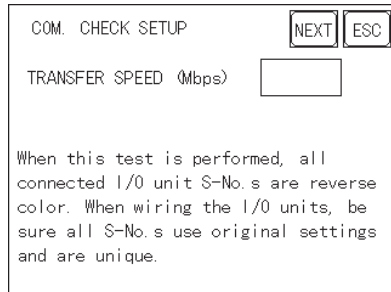 COM. CHECK SETUP NEXT ESC
TRANSFER SPEED (Mbps)
When this test is performed, all
connected I/O unit S-No.s are reverse
color. When wiring the I/O units, be
sure all S-No.s use original settings
and are unique.